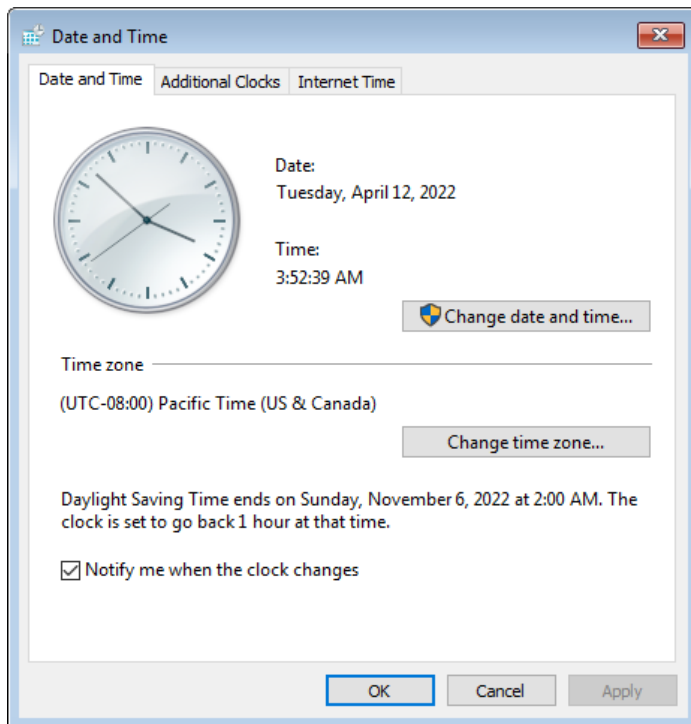 Date and Time
Date and Time
Additional Clocks
Internet Time
Date:
Tuesday, April 12, 2022
Time:
3:52:39 AM
Change date and time...
Time zone
(UTC-08:00) Pacific Time (US & Canada)
Change time zone...
Daylight Saving Time ends on Sunday, November 6, 2022 at 2:00 AM. The
clock is set to go back 1 hour at that time.
Notify me when the clock changes
OK
Cancel
Apply